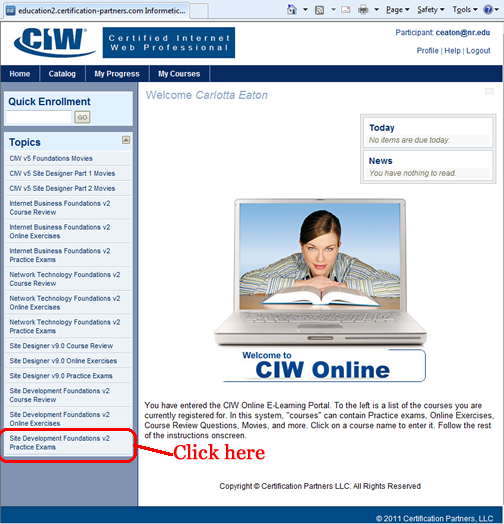 education2.certification-partners.com Informetic...
Page
Safety
Tools
CIW
Certified Internet
Web Professional
Participant: ceaton@nr.edu
Profile | Help | Logout
Home
Catalog
My Progress
My Courses
Quick Enrollment
GO
Topics
CIW v5 Foundations Movies
CIW v5 Site Designer Part 1 Movies
CIW v5 Site Designer Part 2 Movies
Internet Business Foundations v2
Course Review
Internet Business Foundations v2
Online Exercises
Internet Business Foundations v2
Practice Exams
Network Technology Foundations v2
Course Review
Network Technology Foundations v2
Online Exercises
Network Technology Foundations v2
Practice Exams
Site Designer v9.0 Course Review
Site Designer v9.0 Online Exercises
Site Designer v9.0 Practice Exams
Site Development Foundations v2
Course Review
Site Development Foundations v2
Online Exercises
Site Development Foundations v2
Practice Exams
Click here
Welcome Carlotta Eaton
Today
No items are due today.
News
You have nothing to read.
Welcome to
CIW Online
You have entered the CIW Online E-Learning Portal. To the left is a list of the courses you are
currently registered for. In this system, "courses" can contain Practice exams, Online Exercises,
Course Review Questions, Movies, and more. Click on a course name to enter it. Follow the rest
of the instructions onscreen.
Copyright © Certification Partners LLC. All Rights Reserved
© 2011 Certification Partners, LLC